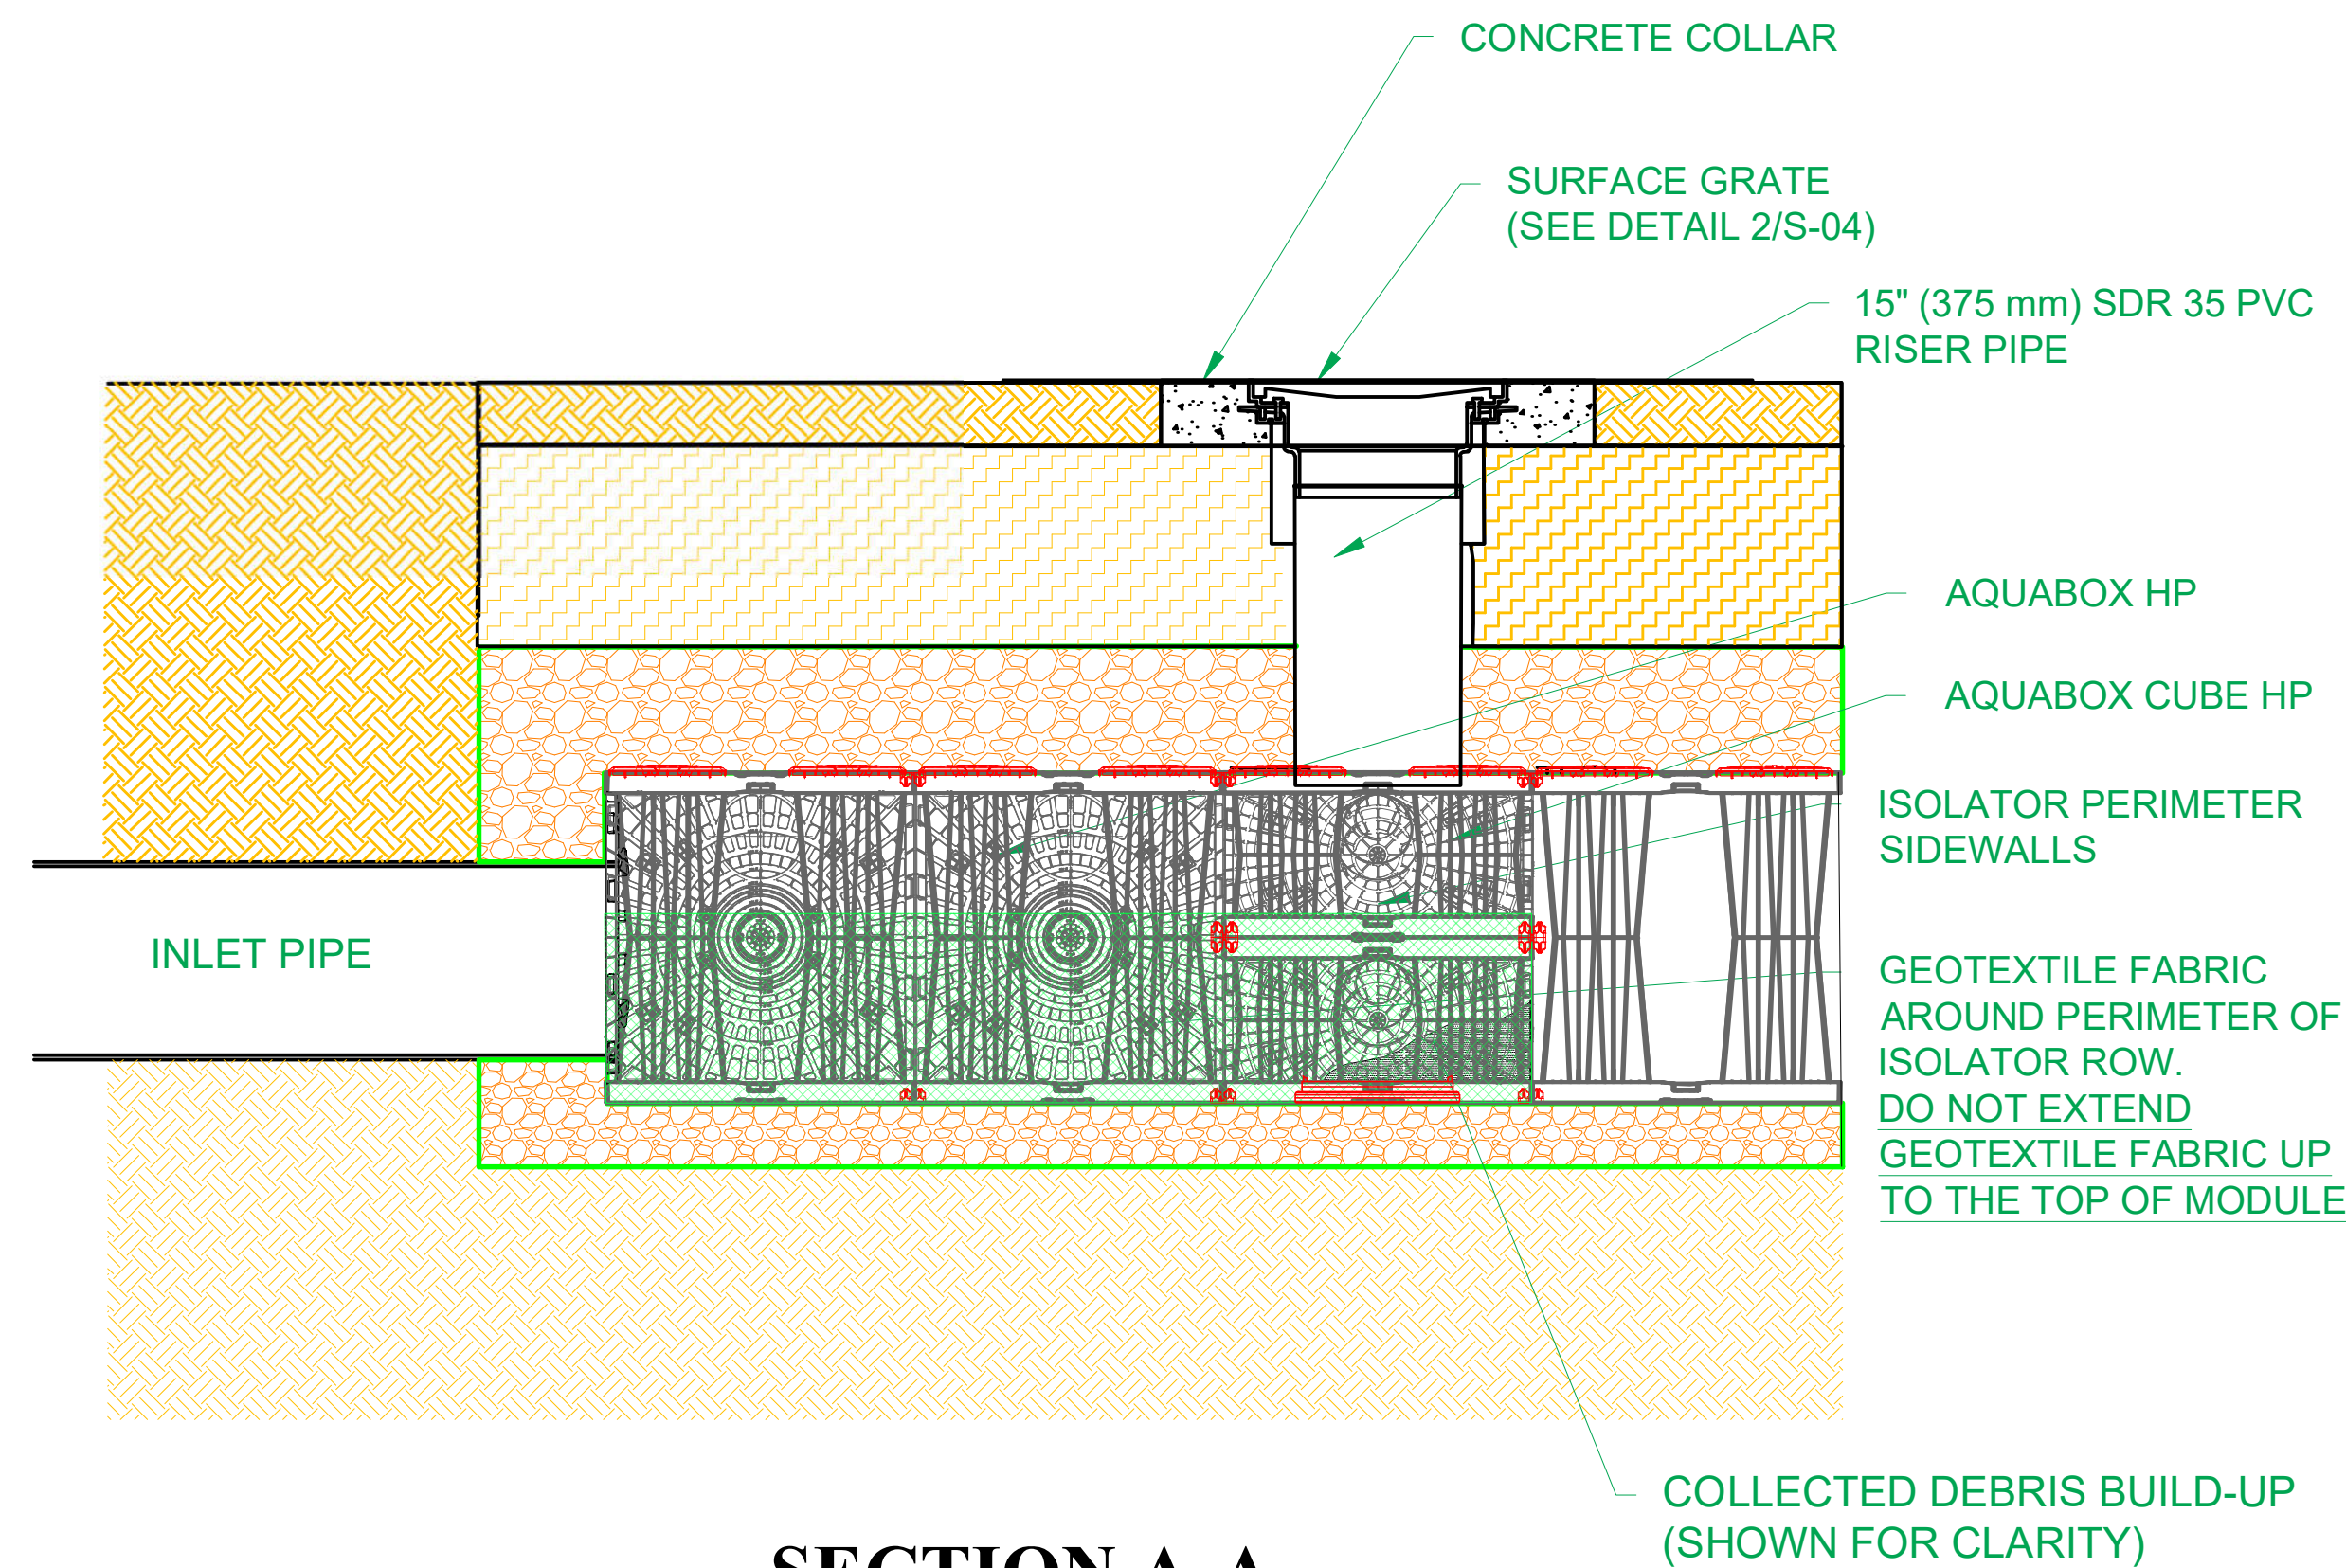 CONCRETE COLLAR
SURFACE GRATE
(SEE DETAIL 2/S-04)
15" (375 mm) SDR 35 PVC
RISER PIPE
AQUABOX HP
AQUABOX CUBE HP
ISOLATOR PERIMETER
SIDEWALLS
INLET PIPE
GEOTEXTILE FABRIC
AROUND PERIMETER OF
ISOLATOR ROW.
DO NOT EXTEND
GEOTEXTILE FABRIC UP
TO THE TOP OF MODULE
COLLECTED DEBRIS BUILD-UP
(SHOWN FOR CLARITY)
SECTION A-A